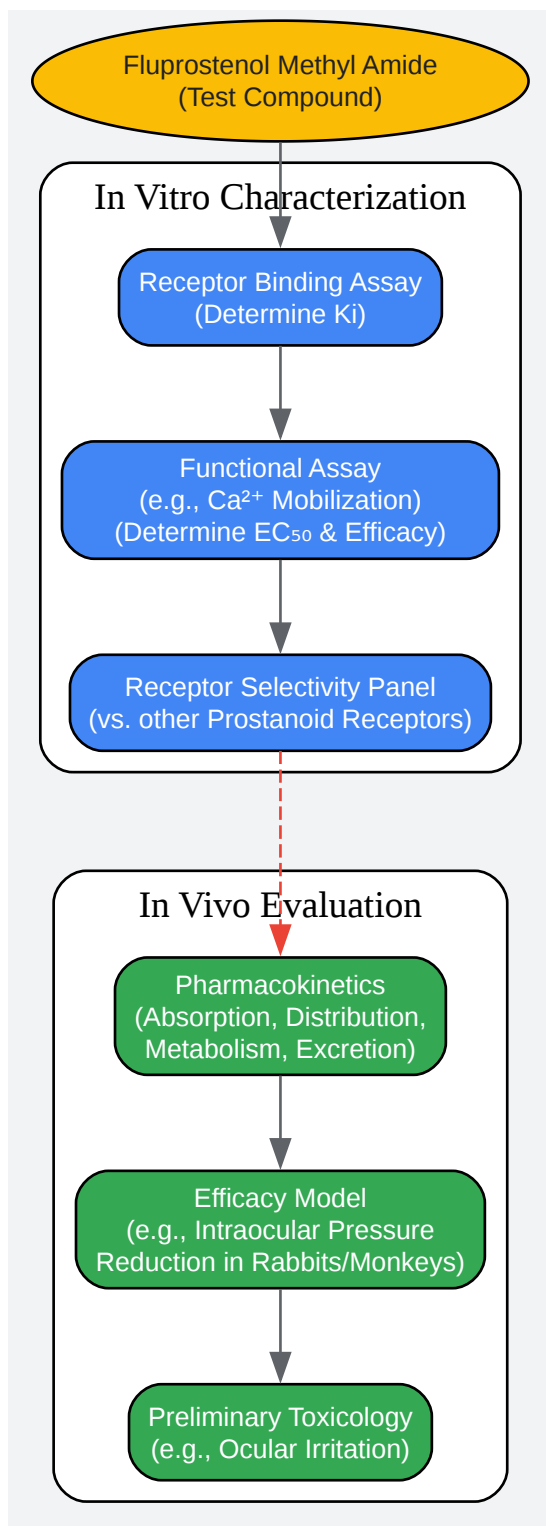 Fluprostenol Methyl Amide
(Test Compound)
In Vitro Characterization
Receptor Binding Assay
(Determine Ki)
Functional Assay
(e.g., Ca²⁺ Mobilization)
(Determine EC₅₀ & Efficacy)
Receptor Selectivity Panel
(vs. other Prostanoid Receptors)
In Vivo Evaluation
Pharmacokinetics
(Absorption, Distribution,
Metabolism, Excretion)
Efficacy Model
(e.g., Intraocular Pressure
Reduction in Rabbits/Monkeys)
Preliminary Toxicology
(e.g., Ocular Irritation)